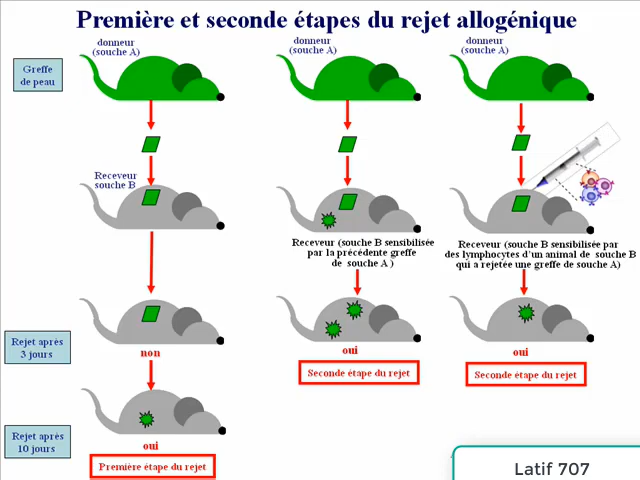 Première et seconde étapes du rejet allogénique
donneur
(souche A)
donneur
(souche A)
donneur
(souche A)
Greffe
de peau
Receveur
souche B
Receveur (souche B sensibilisée
par la précédente greffe
de souche A )
Receveur (souche B sensibilisée par
des lymphocytes d'un animal de souche B
qui a rejetée une greffe de souche A)
Rejet après
3 jours
non
oui
oui
Seconde étape du rejet
Seconde étape du rejet
Rejet après
10 jours
oui
Première étape du rejet
Latif 707